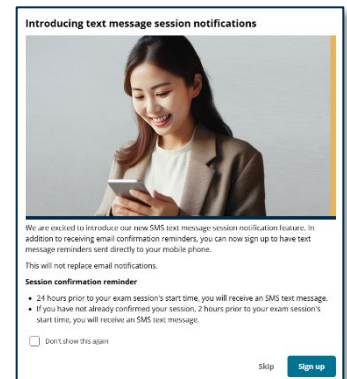 Introducing text message session notifications
We are excited to introduce our new SMS text message session notification feature. In
addition to receiving email confirmation reminders, you can now sign up to have text
message reminders sent directly to your mobile phone.
This will not replace email notifications.
Session confirmation reminder
• 24 hours prior to your exam session's start time, you will receive an SMS text message.
• If you have not already confirmed your session, 2 hours prior to your exam session's
start time, you will receive an SMS text message.
Don't show this again
Skip
Sign up